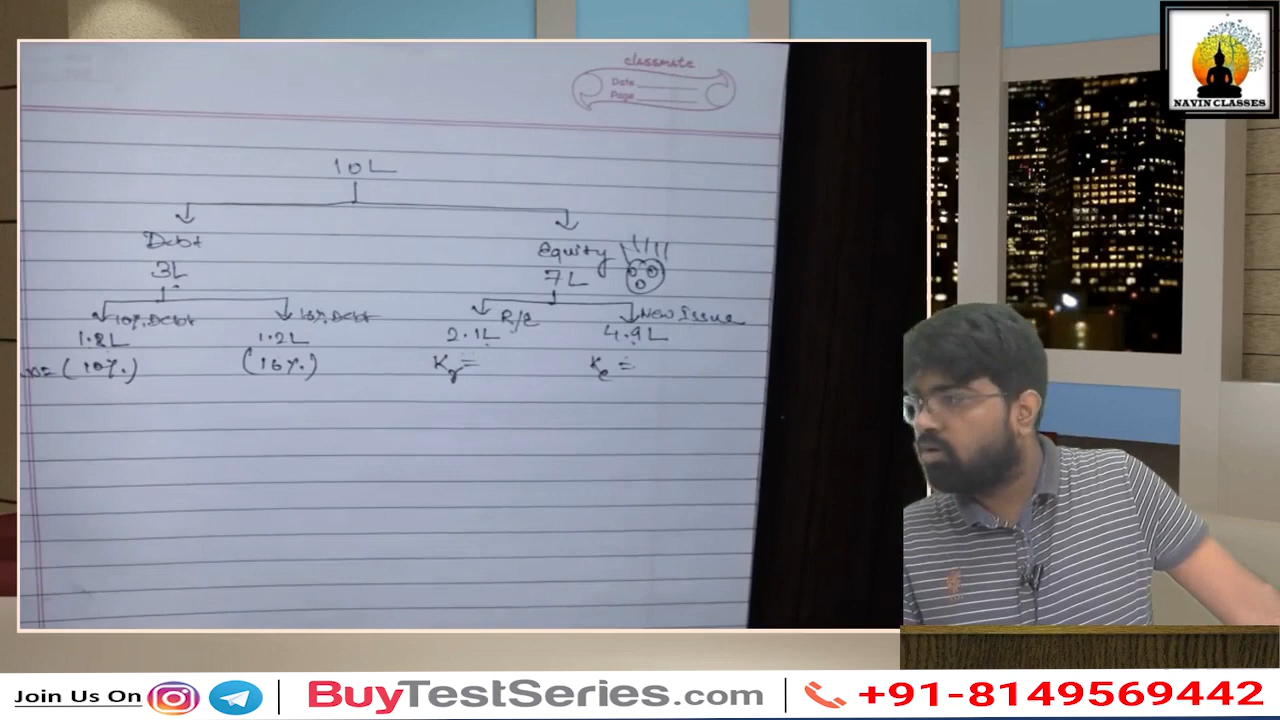 classmate
Date
Page
10L
Debt
3L
Equity
7L
10% Debt
1.8L
(10%)
16% Debt
1.2L
(16%)
R/E
2.1L
Kr =
New Issue
4.9L
Ke =
NAVIN CLASSES
Join Us On
BuyTestSeries.com
+91-8149569442